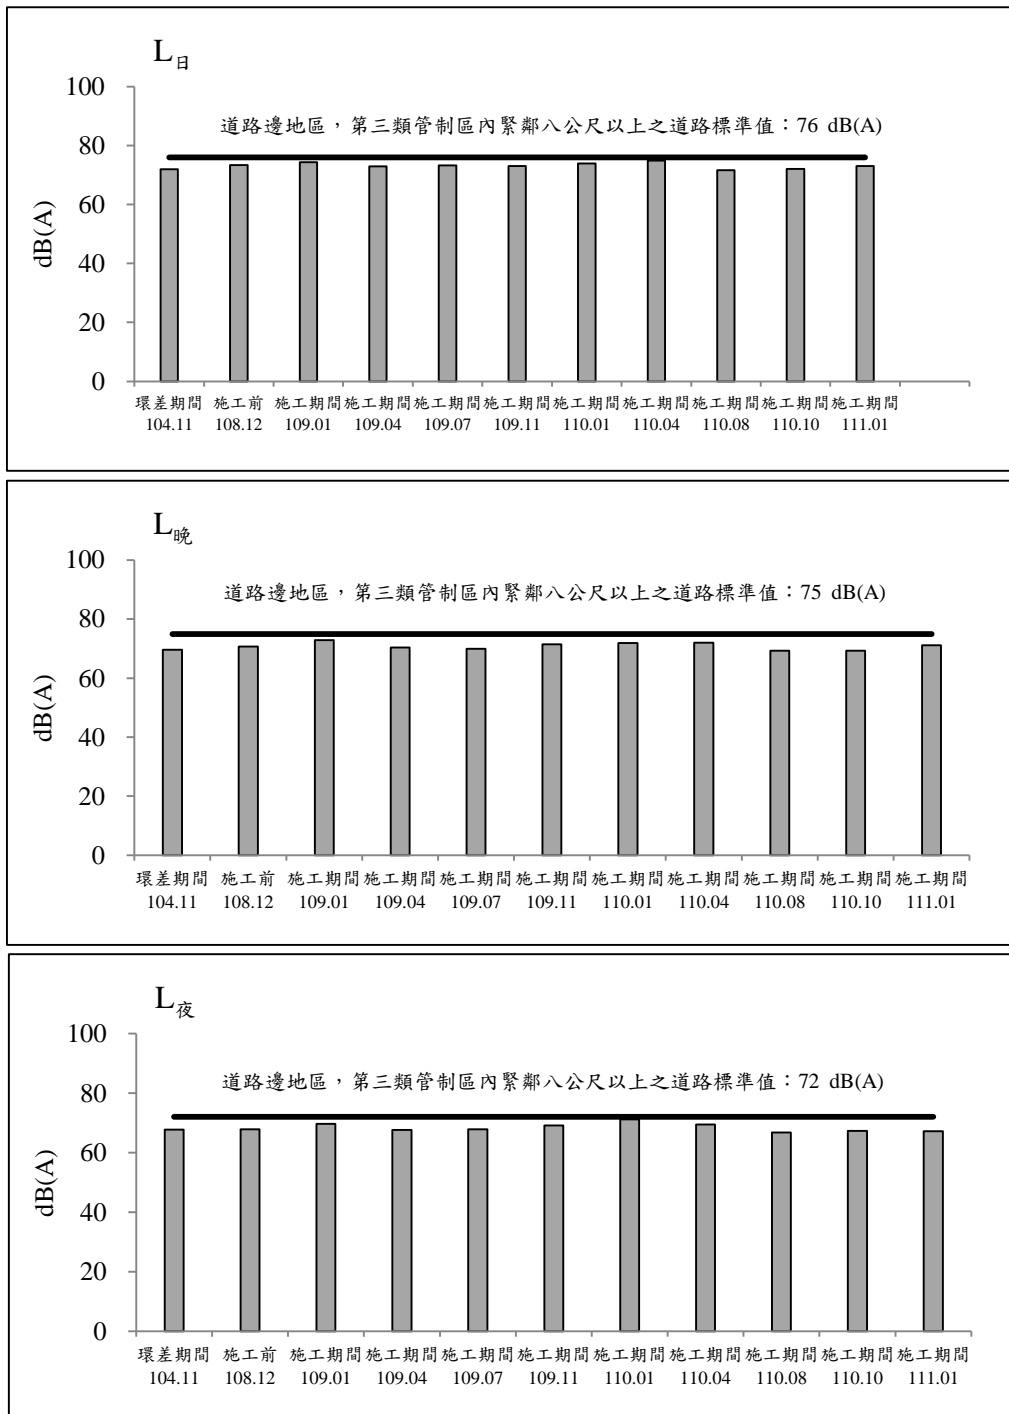 L日
道路邊地區，第三類管制區內緊鄰八公尺以上之道路標準值：76 dB(A)
dB(A)
100
80
60
40
20
0
環差期間 施工前 施工期間 施工期間 施工期間 施工期間 施工期間 施工期間 施工期間 施工期間 施工期間
104.11 108.12 109.01 109.04 109.07 109.11 110.01 110.04 110.08 110.10 111.01
L晚
道路邊地區，第三類管制區內緊鄰八公尺以上之道路標準值：75 dB(A)
dB(A)
100
80
60
40
20
0
環差期間 施工前 施工期間 施工期間 施工期間 施工期間 施工期間 施工期間 施工期間 施工期間 施工期間
104.11 108.12 109.01 109.04 109.07 109.11 110.01 110.04 110.08 110.10 111.01
L夜
道路邊地區，第三類管制區內緊鄰八公尺以上之道路標準值：72 dB(A)
dB(A)
100
80
60
40
20
0
環差期間 施工前 施工期間 施工期間 施工期間 施工期間 施工期間 施工期間 施工期間 施工期間 施工期間
104.11 108.12 109.01 109.04 109.07 109.11 110.01 110.04 110.08 110.10 111.01